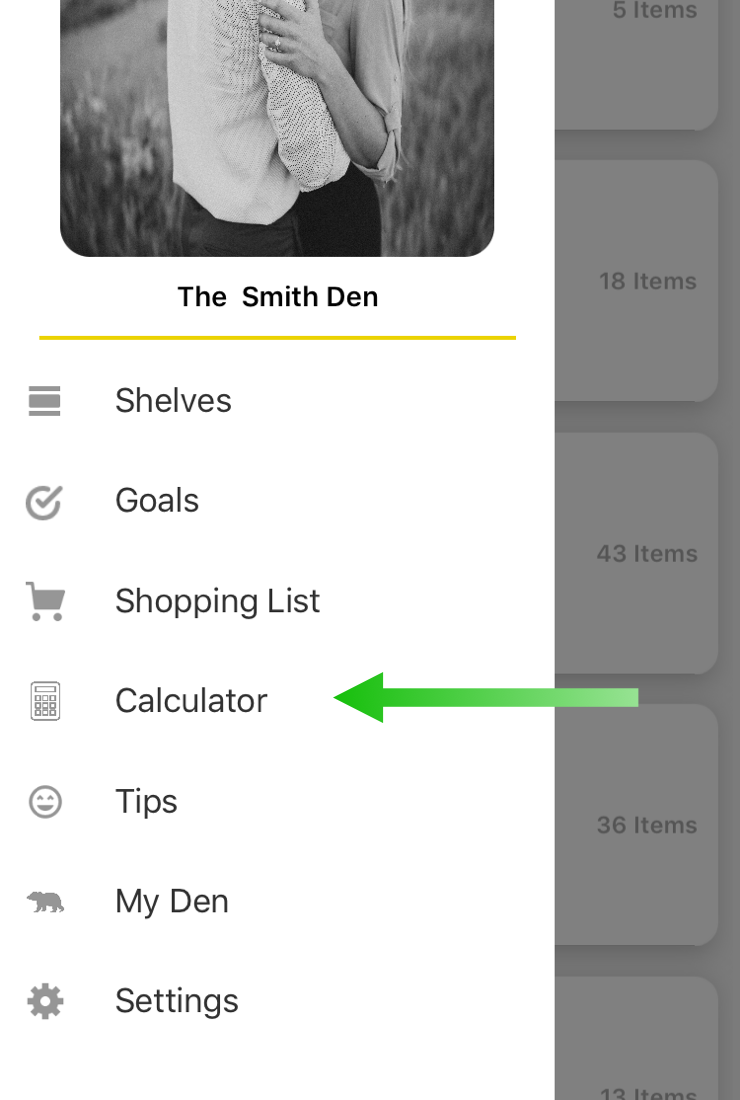 5 Items
18 Items
The  Smith Den
Shelves
Goals
43 Items
Shopping List
Calculator
Tips
36 Items
My Den
Settings
13 Items